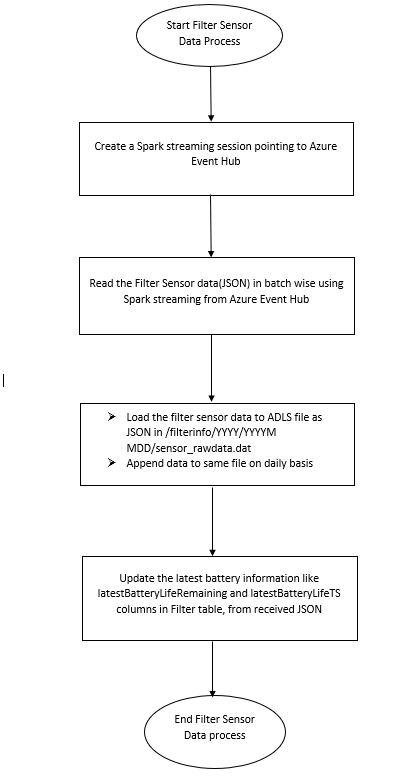 Start Filter Sensor
Data Process
Create a Spark streaming session pointing to Azure
Event Hub
Read the Filter Sensor data(JSON) in batch wise using
Spark streaming from Azure Event Hub
➢ Load the filter sensor data to ADLS file as
JSON in /filterinfo/YYYY/YYYYM
MDD/sensor_rawdata.dat
➢ Append data to same file on daily basis
Update the latest battery information like
latestBatteryLifeRemaining and latestBatteryLifeTS
columns in Filter table, from received JSON
End Filter Sensor
Data process